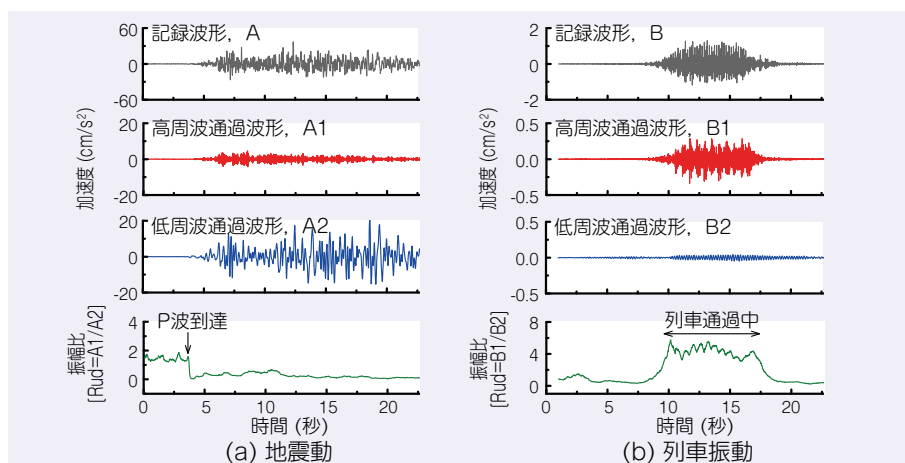 記録波形, A
60
0
-60
高周波通過波形, A1
20
0
-20
低周波通過波形, A2
20
0
-20
加速度 (cm/s²)
P波到達
4
2
0
振幅比
[Rud=A1/A2]
0 5 10 15 20
時間 (秒)
(a) 地震動
記録波形, B
2
0
-2
高周波通過波形, B1
0.5
0.0
-0.5
低周波通過波形, B2
0.5
0.0
-0.5
加速度 (cm/s²)
列車通過中
8
4
0
振幅比
[Rud=B1/B2]
0 5 10 15 20
時間 (秒)
(b) 列車振動